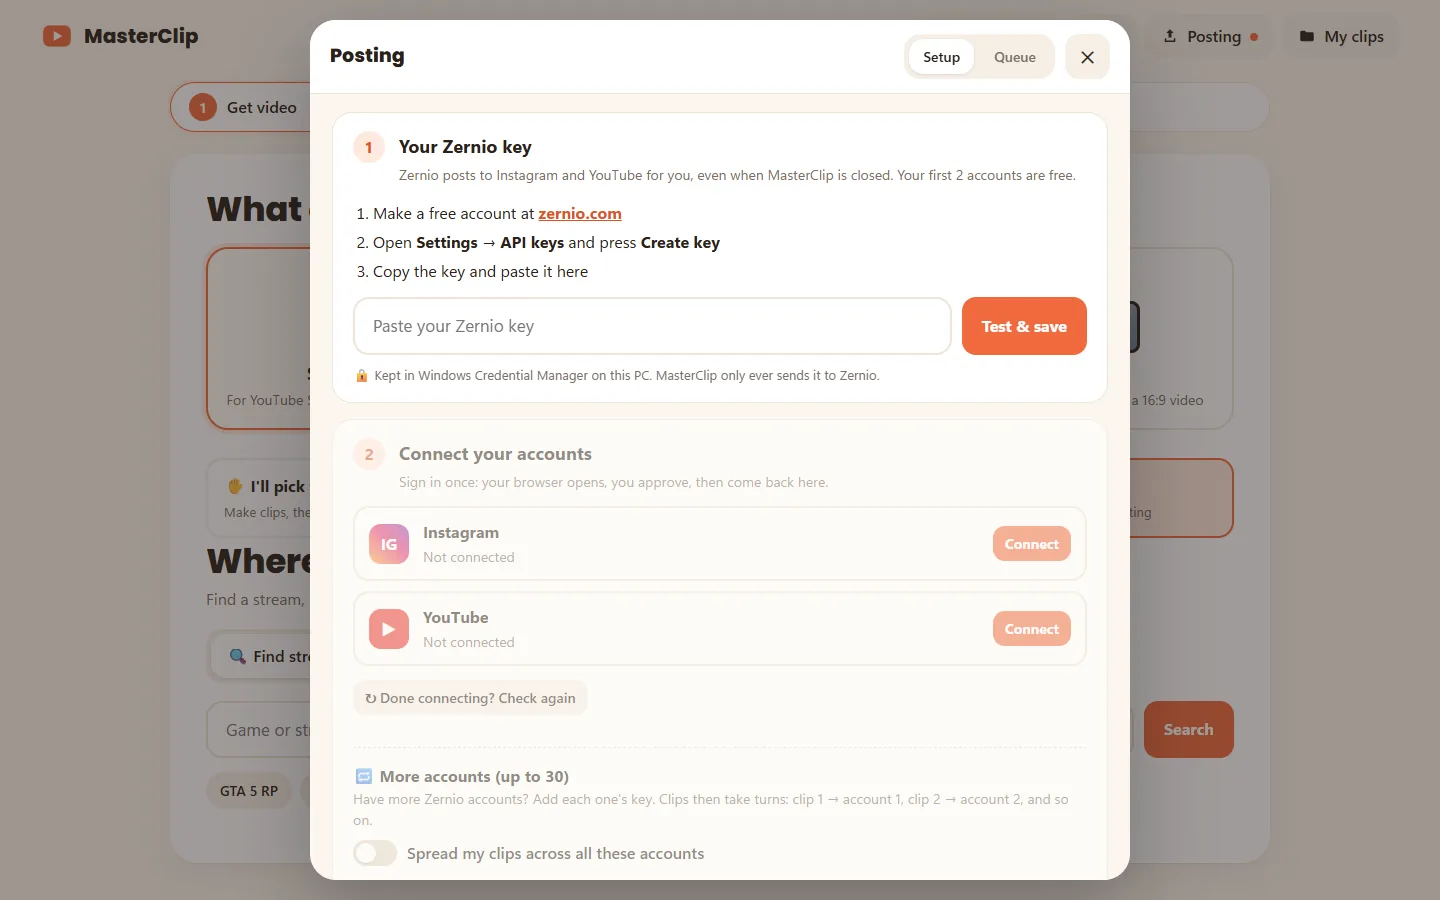 MasterClip
Posting
My clips
Posting
Setup
Queue
1
Get video
What
For YouTube
a 16:9 video
I'll pick
Make clips, the
ting
Where
Find a stream,
Find stre
Game or str
Search
GTA 5 RP
1
Your Zernio key
Zernio posts to Instagram and YouTube for you, even when MasterClip is closed. Your first 2 accounts are free.
1. Make a free account at zernio.com
2. Open Settings → API keys and press Create key
3. Copy the key and paste it here
Paste your Zernio key
Test & save
Kept in Windows Credential Manager on this PC. MasterClip only ever sends it to Zernio.
2
Connect your accounts
Sign in once: your browser opens, you approve, then come back here.
IG
Instagram
Not connected
Connect
YouTube
Not connected
Connect
↻ Done connecting? Check again
More accounts (up to 30)
Have more Zernio accounts? Add each one's key. Clips then take turns: clip 1 → account 1, clip 2 → account 2, and so
on.
Spread my clips across all these accounts